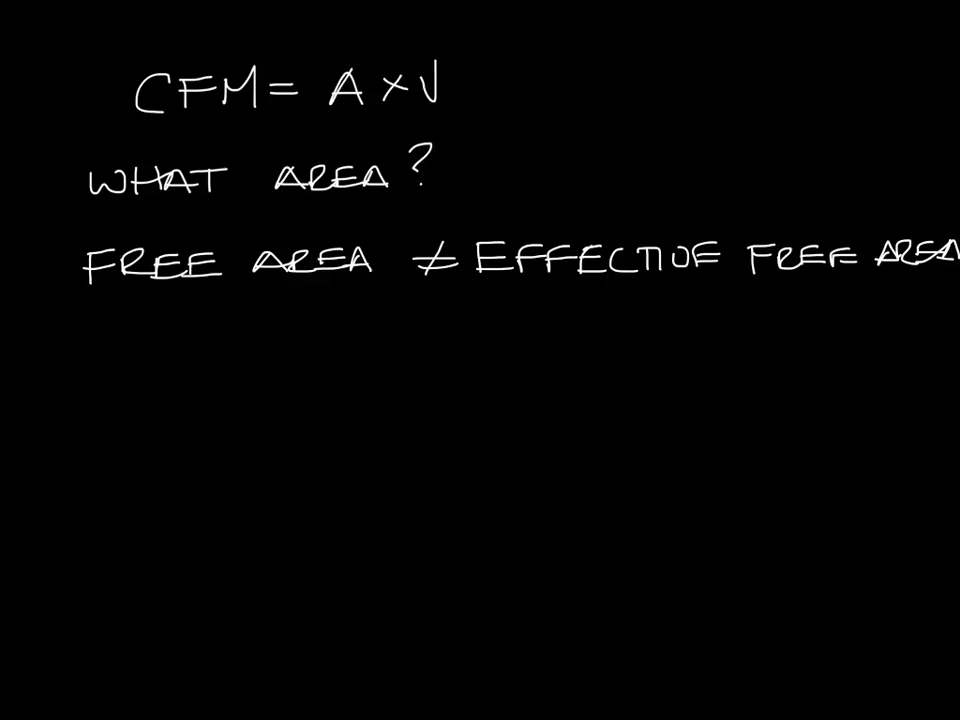 CFM = A x V
WHAT AREA?
FREE AREA ≠ EFFECTIVE FREE AREA